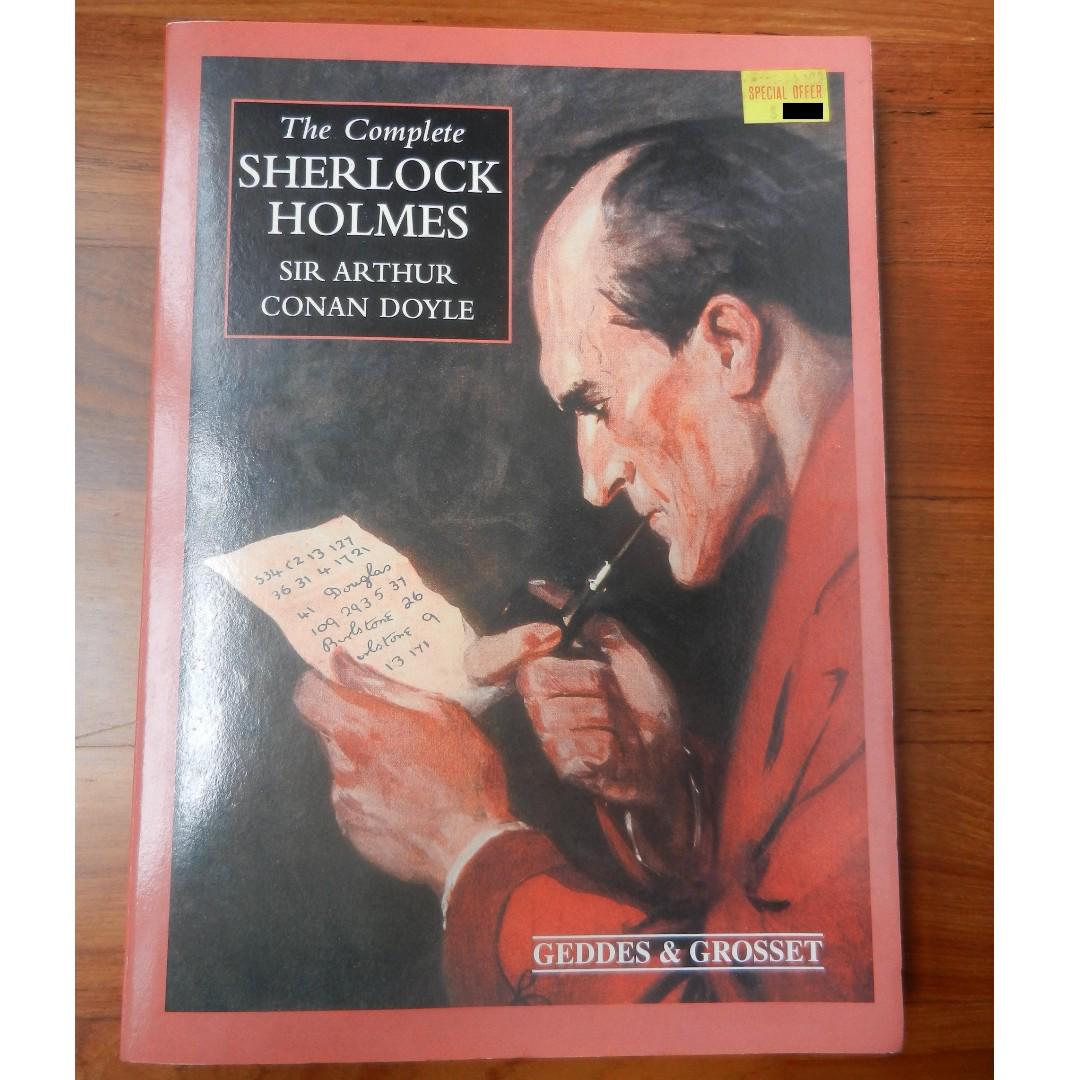 The Complete
SHERLOCK
HOLMES
SIR ARTHUR
CONAN DOYLE
SPECIAL OFFER
$
534 C2 13 127
36 31 4 17 21
41 Douglas
109 293 5 37
Birlstone 26
rlstone 9
13 171
GEDDES & GROSSET